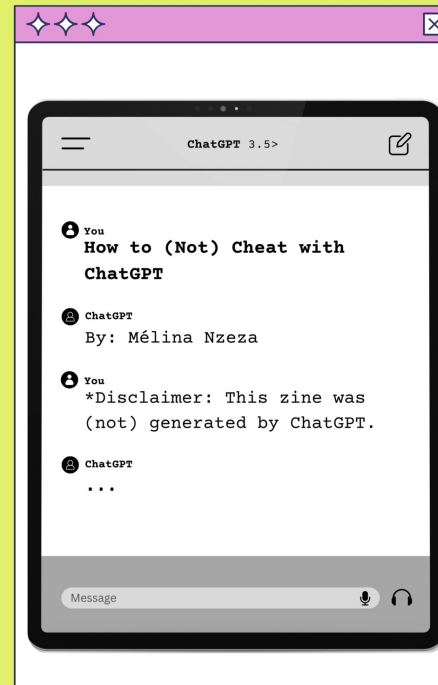 ChatGPT 3.5>
You
How to (Not) Cheat with
ChatGPT
ChatGPT
By: Mélina Nzeza
You
*Disclaimer: This zine was
(not) generated by ChatGPT.
ChatGPT
...
Message